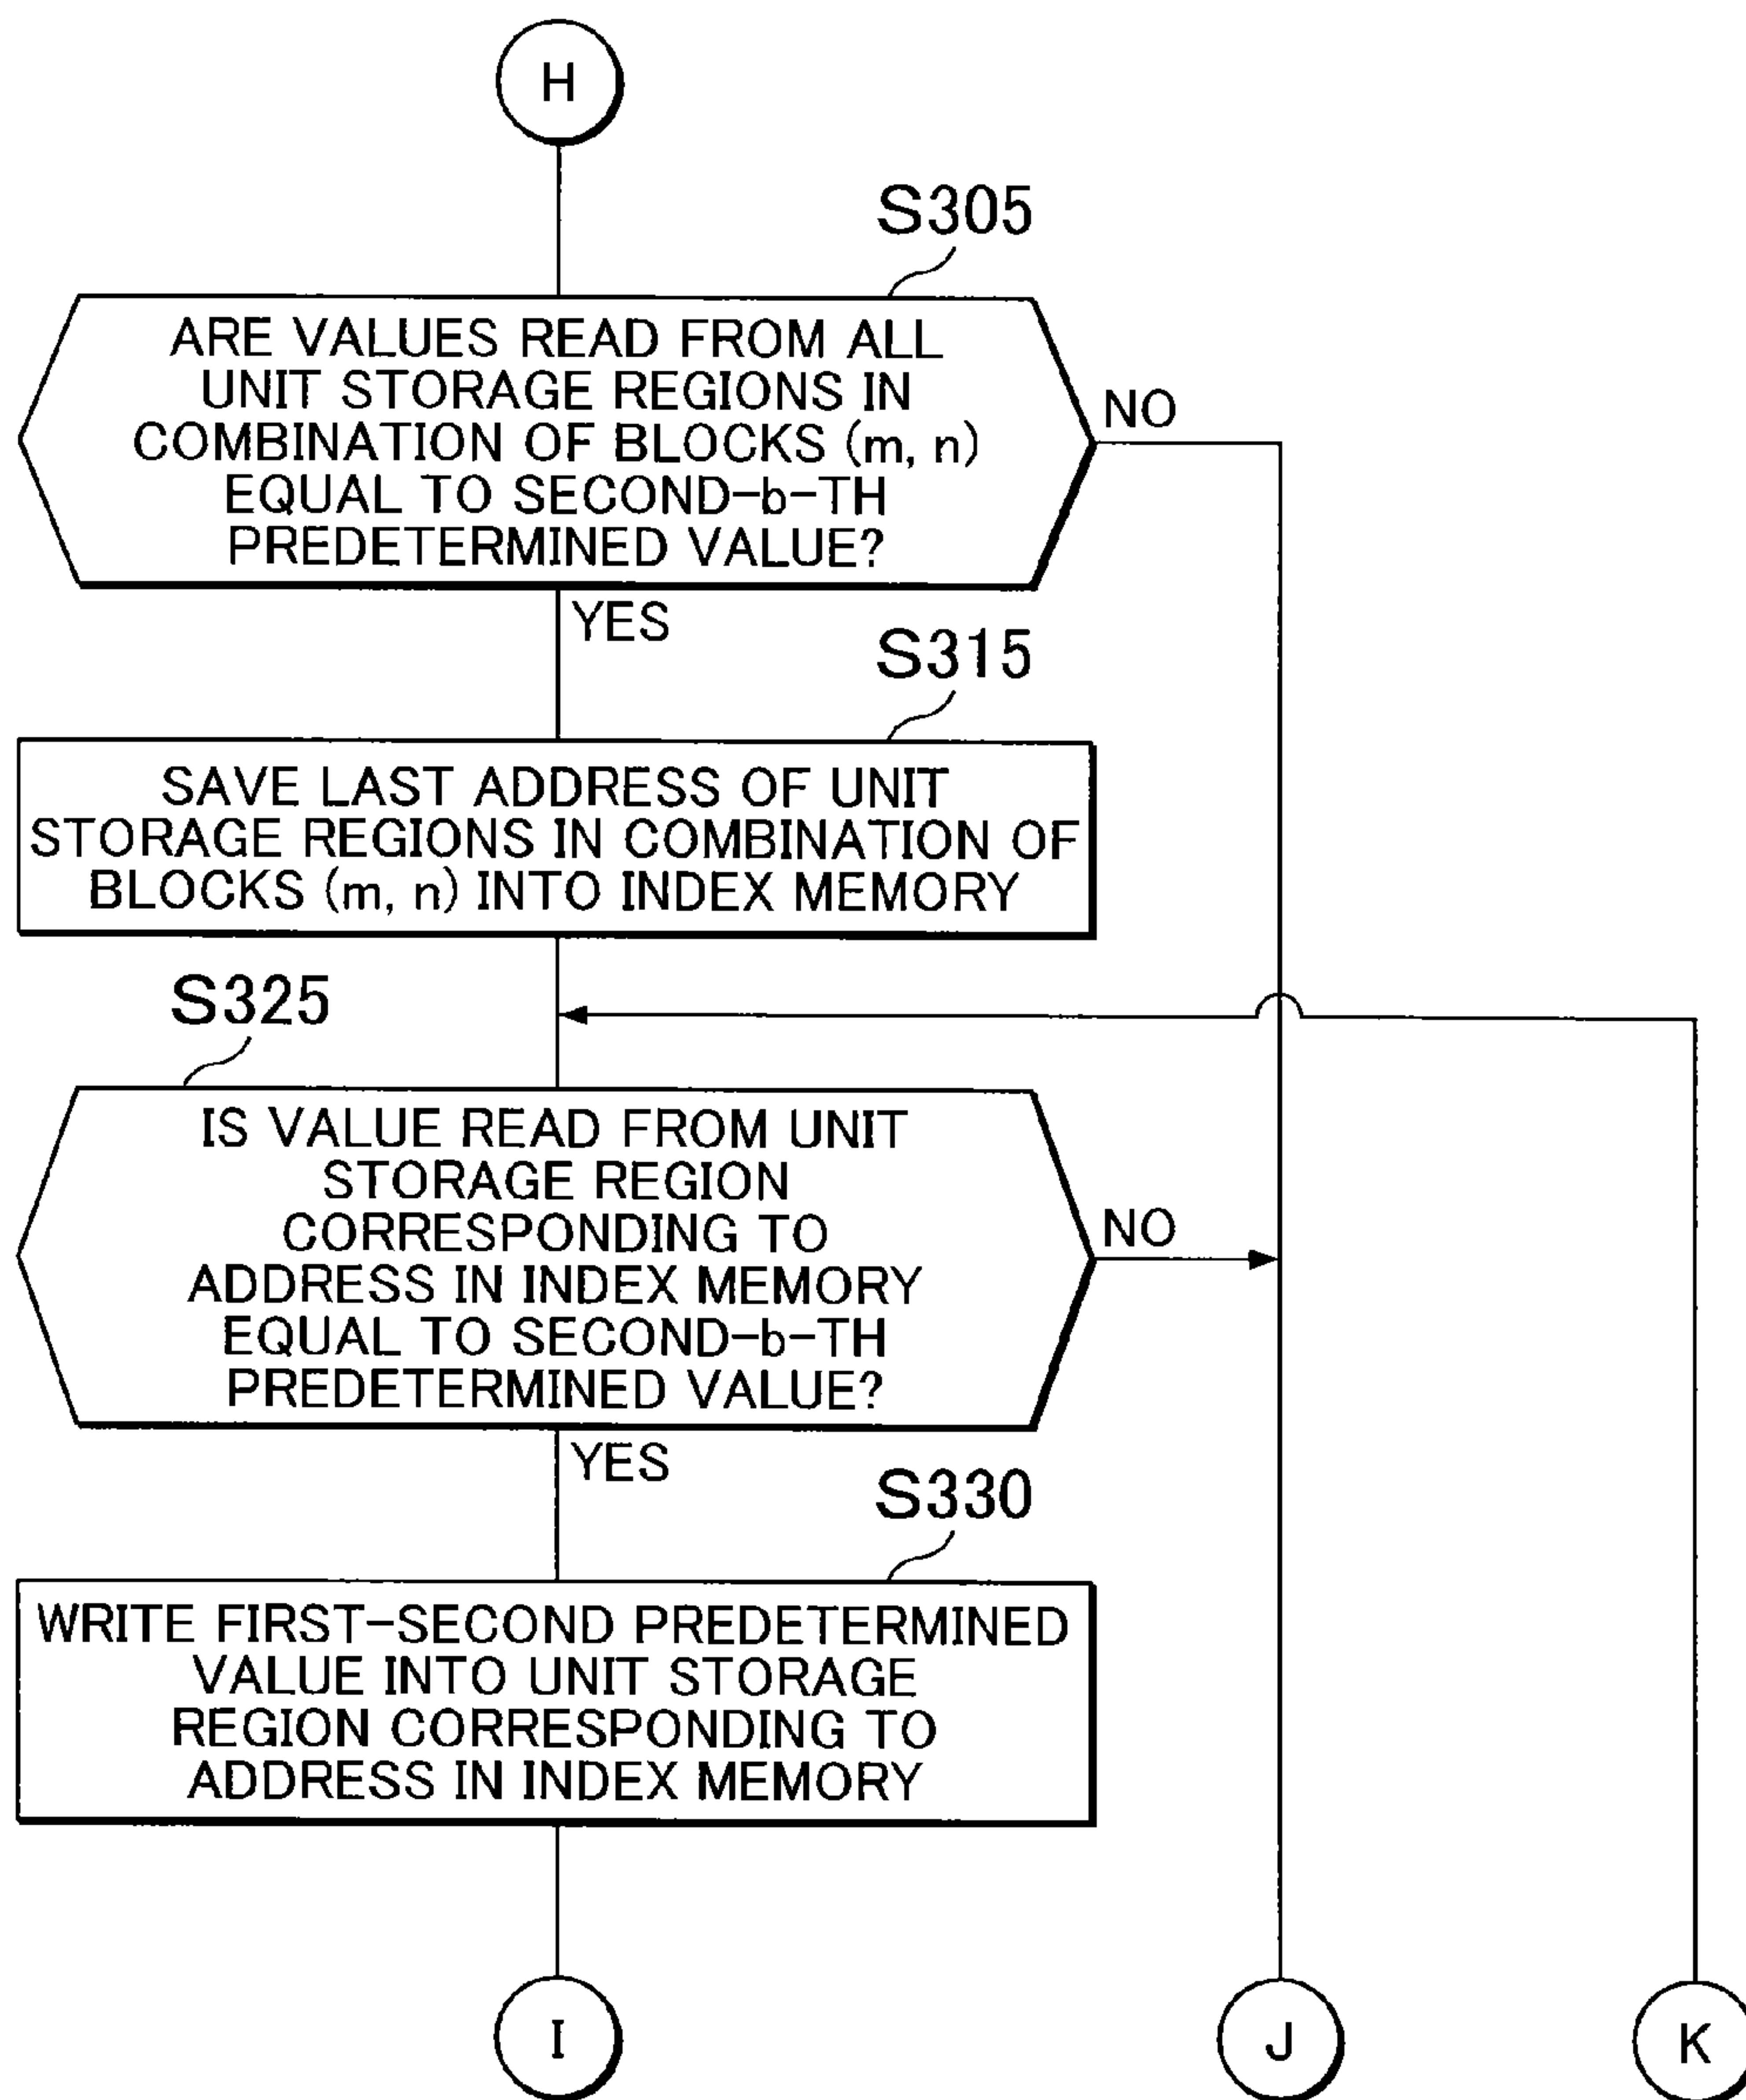 H
S305
ARE VALUES READ FROM ALL
UNIT STORAGE REGIONS IN
COMBINATION OF BLOCKS (m, n)
EQUAL TO SECOND-b-TH
PREDETERMINED VALUE?
NO
YES
S315
SAVE LAST ADDRESS OF UNIT
STORAGE REGIONS IN COMBINATION OF
BLOCKS (m, n) INTO INDEX MEMORY
S325
IS VALUE READ FROM UNIT
STORAGE REGION
CORRESPONDING TO
ADDRESS IN INDEX MEMORY
EQUAL TO SECOND-b-TH
PREDETERMINED VALUE?
NO
YES
S330
WRITE FIRST-SECOND PREDETERMINED
VALUE INTO UNIT STORAGE
REGION CORRESPONDING TO
ADDRESS IN INDEX MEMORY
I
J
K